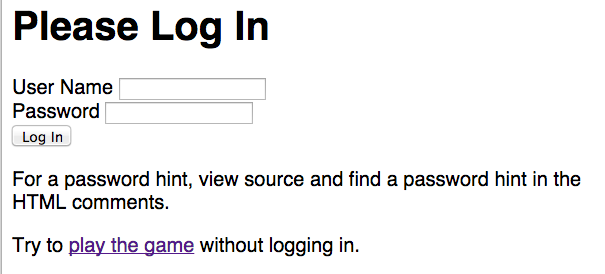 Please Log In
User Name
Password
Log In
For a password hint, view source and find a password hint in the
HTML comments.
Try to play the game without logging in.